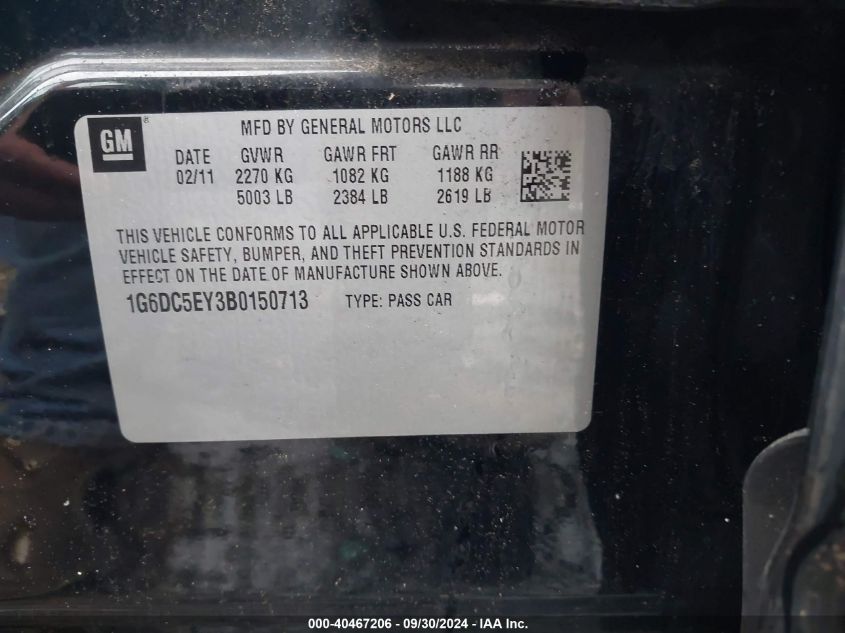 GM ®
MFD BY GENERAL MOTORS LLC
DATE GVWR GAWR FRT GAWR RR
02/11 2270 KG 1082 KG 1188 KG
5003 LB 2384 LB 2619 LB
THIS VEHICLE CONFORMS TO ALL APPLICABLE U.S. FEDERAL MOTOR
VEHICLE SAFETY, BUMPER, AND THEFT PREVENTION STANDARDS IN
EFFECT ON THE DATE OF MANUFACTURE SHOWN ABOVE.
1G6DC5EY3B0150713 TYPE: PASS CAR
000-40467206 - 09/30/2024 - IAA Inc.